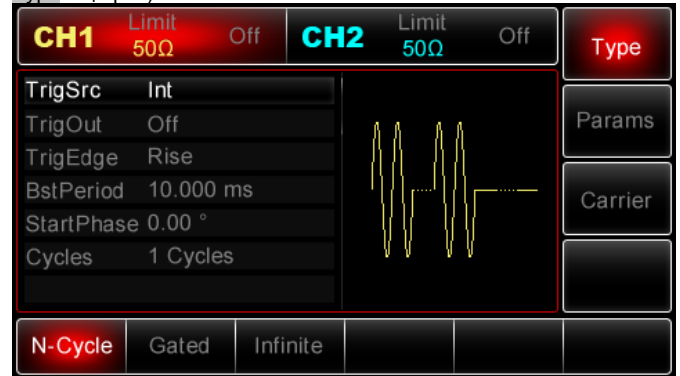 CH1 Limit 50Ω Off CH2 Limit 50Ω Off Type
TrigSrc Int
TrigOut Off
TrigEdge Rise
BstPeriod 10.000 ms
StartPhase 0.00 °
Cycles 1 Cycles
Params
Carrier
N-Cycle Gated Infinite